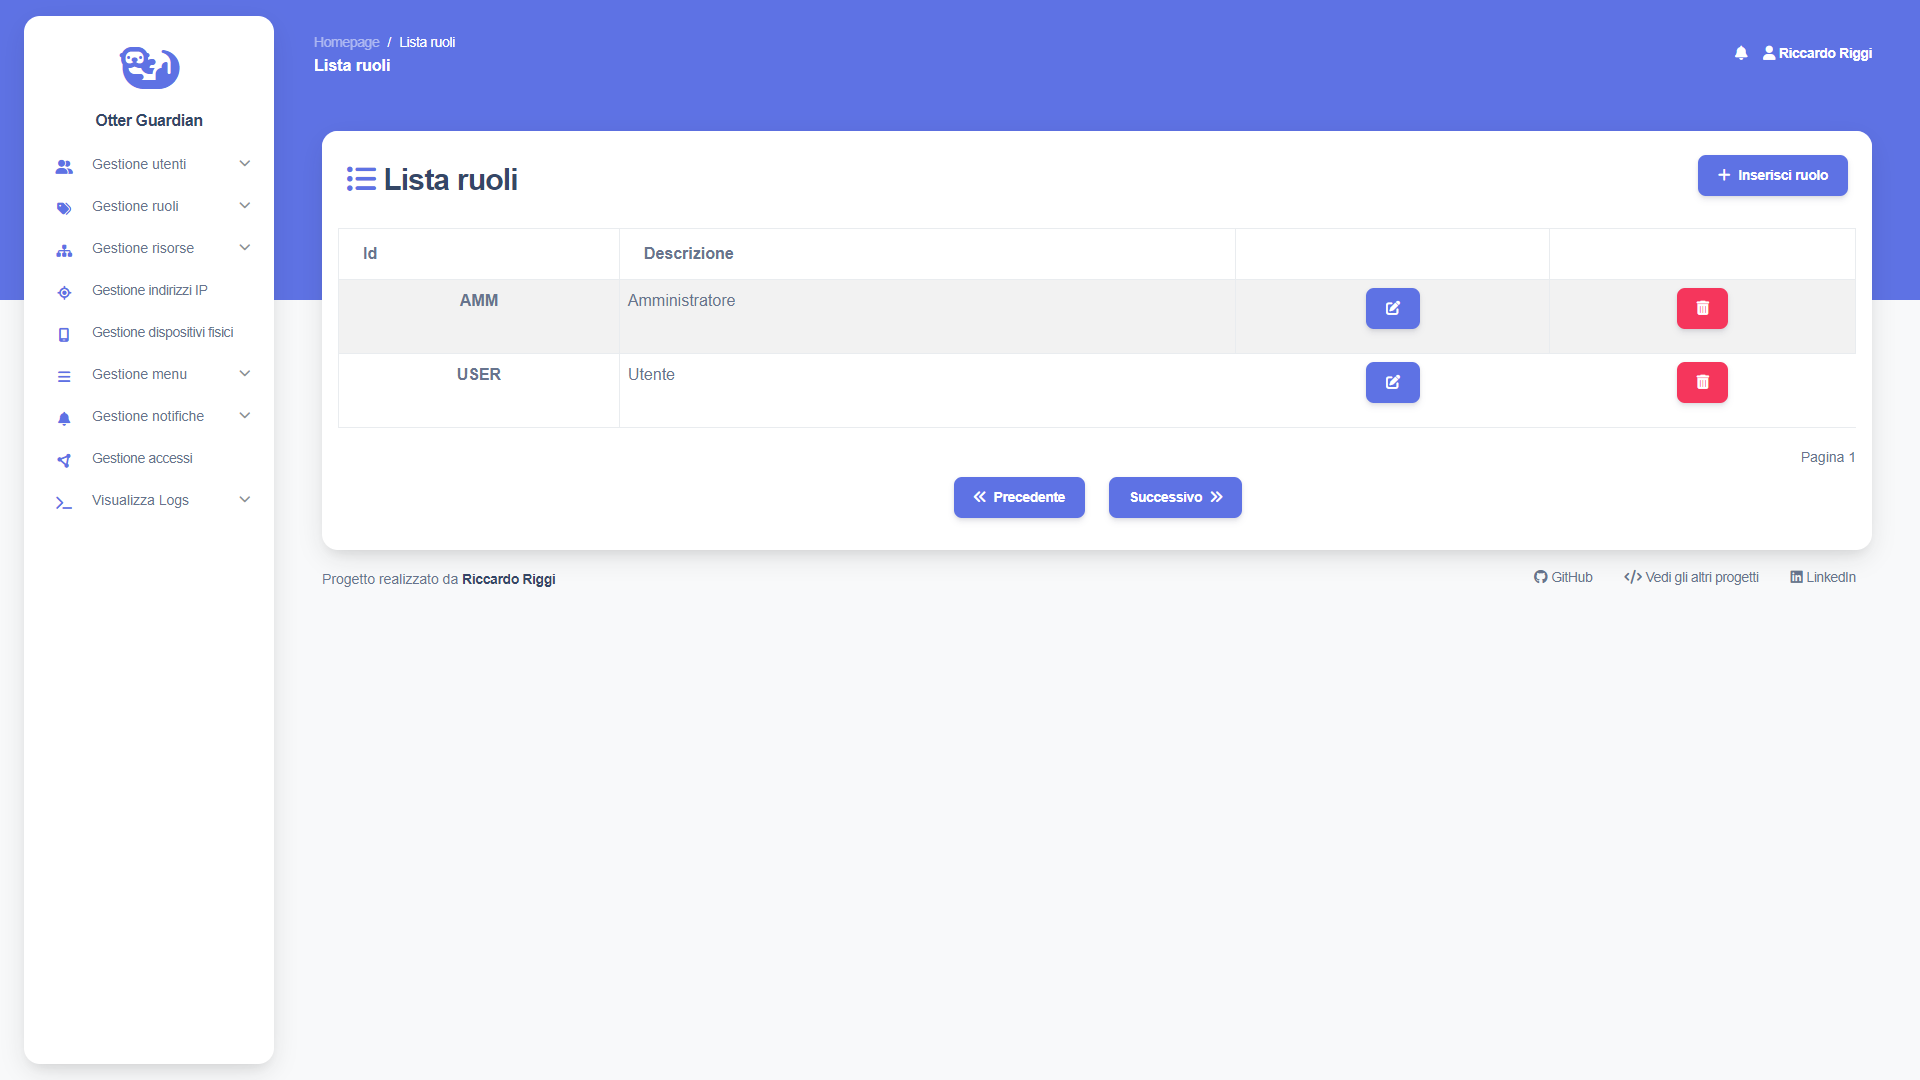 Otter Guardian
Gestione utenti
Gestione ruoli
Gestione risorse
Gestione indirizzi IP
Gestione dispositivi fisici
Gestione menu
Gestione notifiche
Gestione accessi
Visualizza Logs
Homepage / Lista ruoli
Lista ruoli
Riccardo Riggi
Lista ruoli
Inserisci ruolo
Id Descrizione
AMM Amministratore
USER Utente
Pagina 1
Precedente Successivo
Progetto realizzato da Riccardo Riggi
GitHub Vedi gli altri progetti LinkedIn